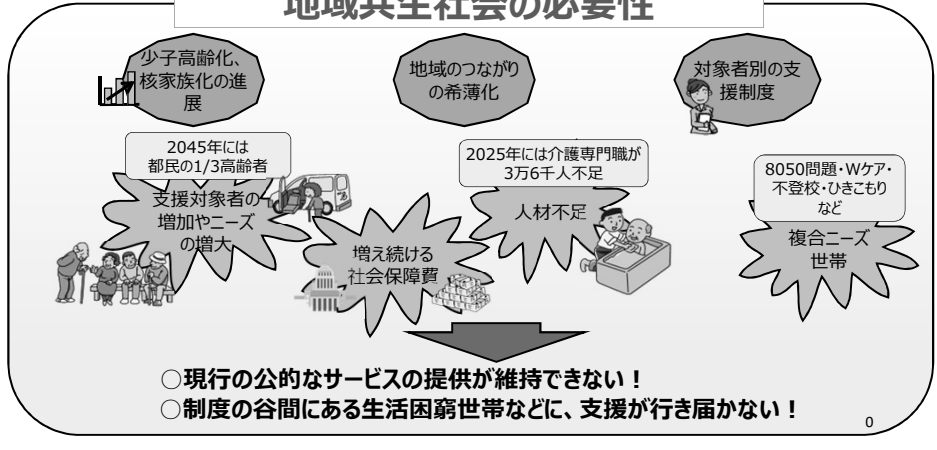 地域共生社会の必要性
少子高齢化、
核家族化の進
展
地域のつながり
の希薄化
対象者別の支
援制度
2045年には
都民の1/3高齢者
支援対象者の
増加やニーズ
の増大
増え続ける
社会保障費
2025年には介護専門職が
3万6千人不足
人材不足
8050問題・Wケア・
不登校・ひきこもり
など
複合ニーズ
世帯
○現行の公的なサービスの提供が維持できない！
○制度の谷間にある生活困窮世帯などに、支援が行き届かない！
0